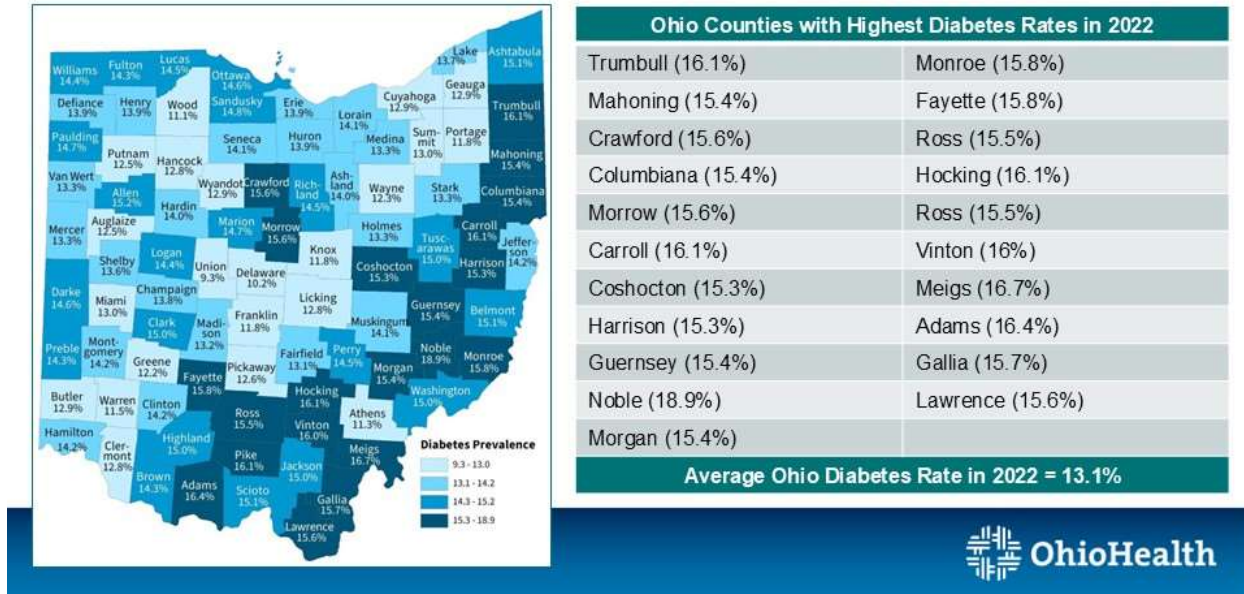 Williams
14.4%
Fulton
14.3%
Lucas
14.5%
Ottawa
14.6%
Lake
13.7%
Ashtabula
15.1%
Geauga
12.9%
Cuyahoga
12.9%
Defiance
13.9%
Henry
13.9%
Wood
11.1%
Sandusky
14.8%
Erie
13.9%
Lorain
14.1%
Trumbull
16.1%
Paulding
14.7%
Seneca
14.1%
Huron
13.9%
Medina
13.3%
Sum-
mit
13.0%
Portage
11.8%
Putnam
12.5%
Hancock
12.8%
Mahoning
15.4%
Van Wert
13.3%
Allen
15.2%
Wyandot
12.9%
Crawford
15.6%
Rich-
land
14.5%
Ash-
land
14.0%
Wayne
12.3%
Stark
13.3%
Columbiana
15.4%
Hardin
14.0%
Mercer
13.3%
Auglaize
12.5%
Marion
14.7%
Morrow
15.6%
Holmes
13.3%
Tusc-
arawas
15.0%
Carroll
16.1%
Jeffer-
son
14.2%
Shelby
13.6%
Logan
14.4%
Union
9.3%
Delaware
10.2%
Knox
11.8%
Coshocton
15.3%
Harrison
15.3%
Darke
14.6%
Miami
13.0%
Champaign
13.8%
Licking
12.8%
Guernsey
15.4%
Belmont
15.1%
Clark
15.0%
Madi-
son
13.2%
Franklin
11.8%
Muskingum
14.1%
Preble
14.3%
Mont-
gomery
14.2%
Greene
12.2%
Fayette
15.8%
Pickaway
12.6%
Fairfield
13.1%
Perry
14.5%
Morgan
15.4%
Noble
18.9%
Monroe
15.8%
Butler
12.9%
Warren
11.5%
Clinton
14.2%
Ross
15.5%
Hocking
16.1%
Athens
11.3%
Washington
15.0%
Hamilton
14.2%
Cler-
mont
12.8%
Highland
15.0%
Vinton
16.0%
Pike
16.1%
Meigs
16.7%
Brown
14.3%
Adams
16.4%
Scioto
15.1%
Jackson
15.0%
Gallia
15.7%
Lawrence
15.6%
Diabetes Prevalence
9.3 - 13.0
13.1 - 14.2
14.3 - 15.2
15.3 - 18.9
Ohio Counties with Highest Diabetes Rates in 2022
Trumbull (16.1%) Monroe (15.8%)
Mahoning (15.4%) Fayette (15.8%)
Crawford (15.6%) Ross (15.5%)
Columbiana (15.4%) Hocking (16.1%)
Morrow (15.6%) Ross (15.5%)
Carroll (16.1%) Vinton (16%)
Coshocton (15.3%) Meigs (16.7%)
Harrison (15.3%) Adams (16.4%)
Guernsey (15.4%) Gallia (15.7%)
Noble (18.9%) Lawrence (15.6%)
Morgan (15.4%)
Average Ohio Diabetes Rate in 2022 = 13.1%
OhioHealth